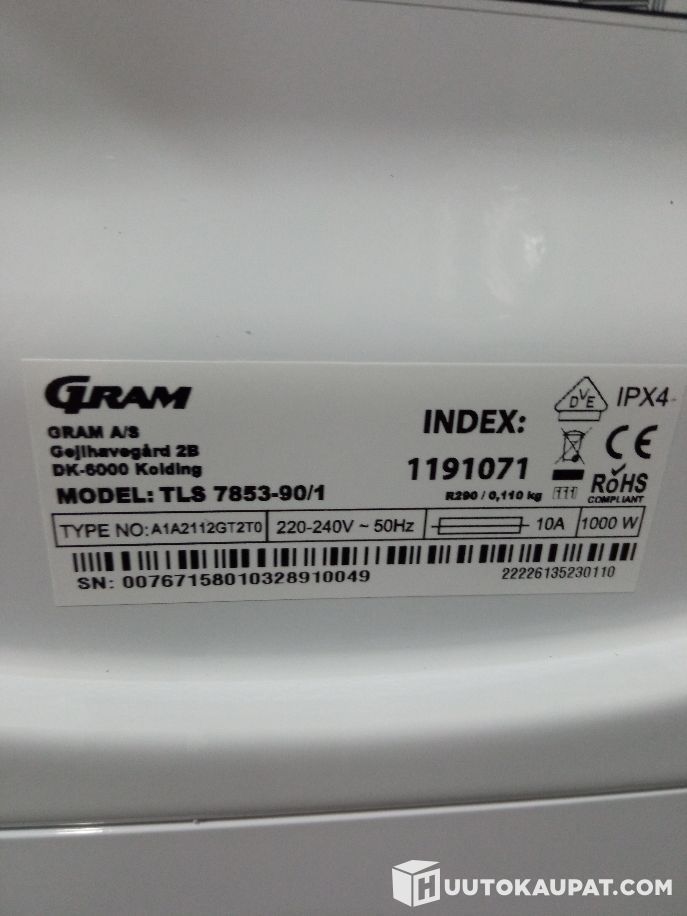 GRAM
GRAM A/S
Gejlhavegård 2B
DK-6000 Kolding
MODEL: TLS 7853-90/1
INDEX:
1191071
R290 / 0,110 kg
DVE
IPX4
CE
RoHS
COMPLIANT
TYPE NO: A1A2112GT2T0
220-240V ~ 50Hz
10A
1000 W
SN: 00767158010328910049
22226135230110
HUUTOKAUPAT.COM